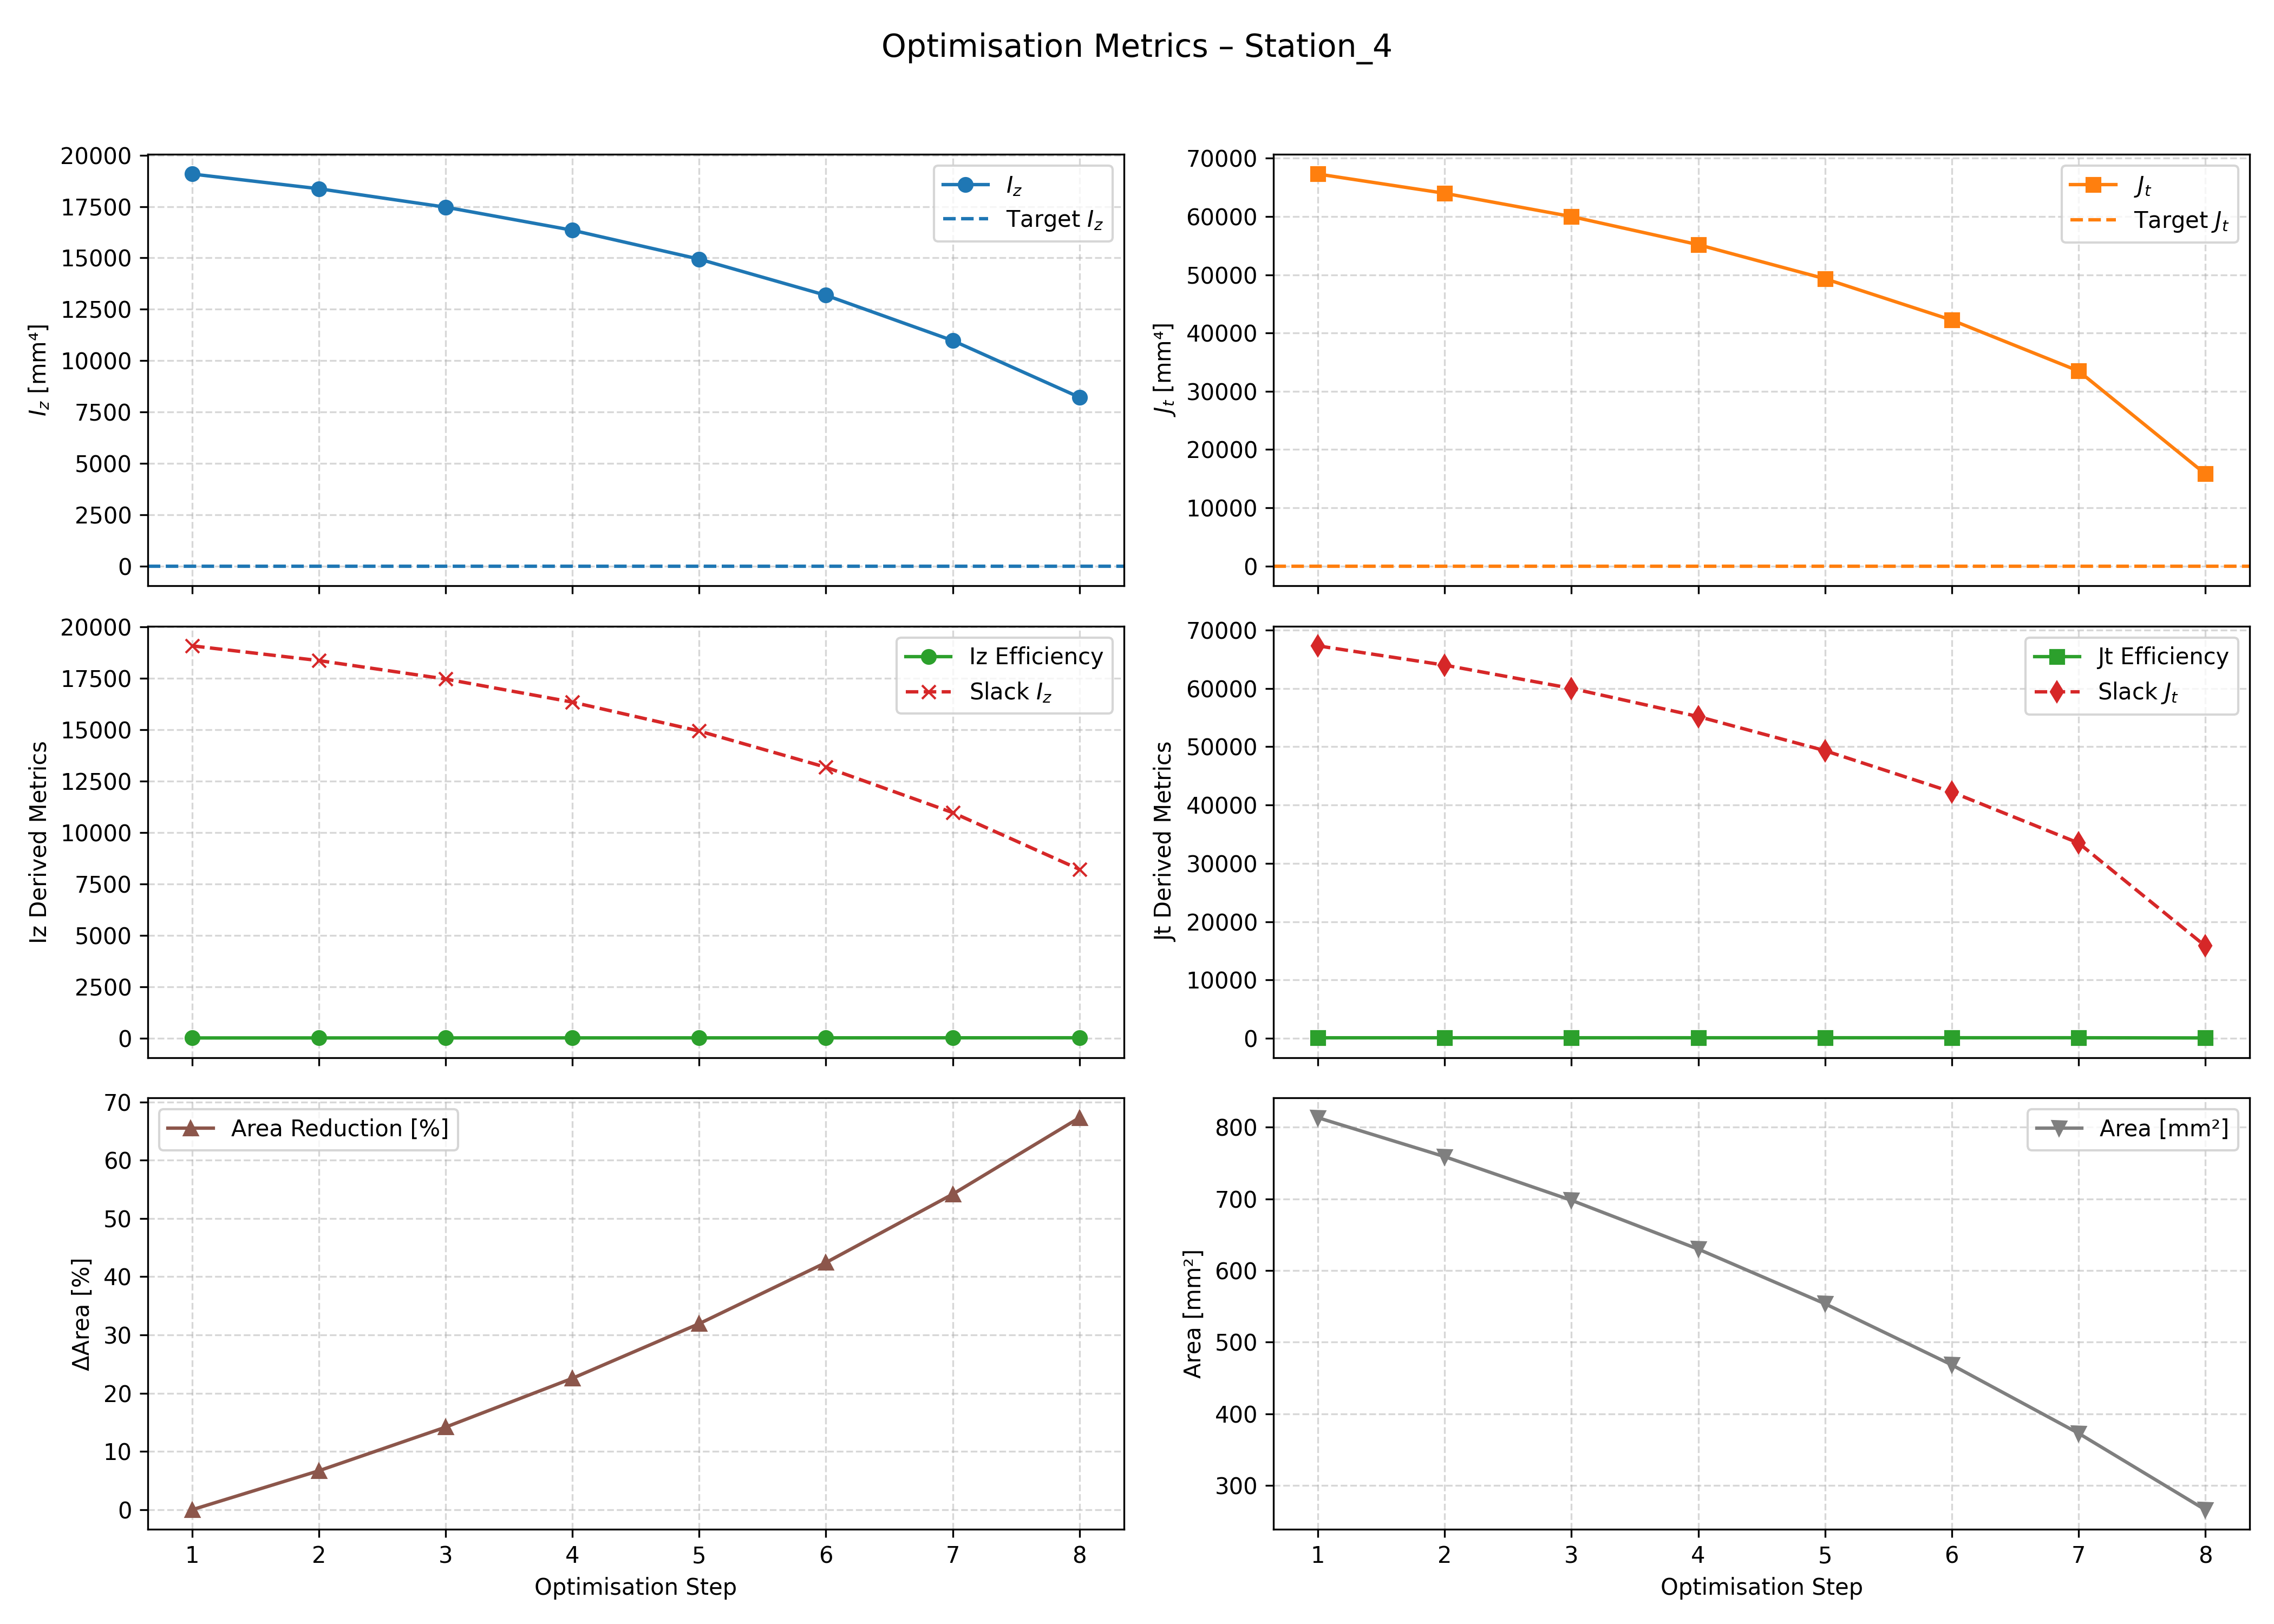 Optimisation Metrics – Station_4
20000
17500
15000
12500
10000
7500
5000
2500
0
I_z [mm⁴]
I_z
Target I_z
70000
60000
50000
40000
30000
20000
10000
0
J_t [mm⁴]
J_t
Target J_t
20000
17500
15000
12500
10000
7500
5000
2500
0
Iz Derived Metrics
Iz Efficiency
Slack I_z
70000
60000
50000
40000
30000
20000
10000
0
Jt Derived Metrics
Jt Efficiency
Slack J_t
70
60
50
40
30
20
10
0
ΔArea [%]
Area Reduction [%]
1 2 3 4 5 6 7 8
Optimisation Step
800
700
600
500
400
300
Area [mm²]
Area [mm²]
1 2 3 4 5 6 7 8
Optimisation Step